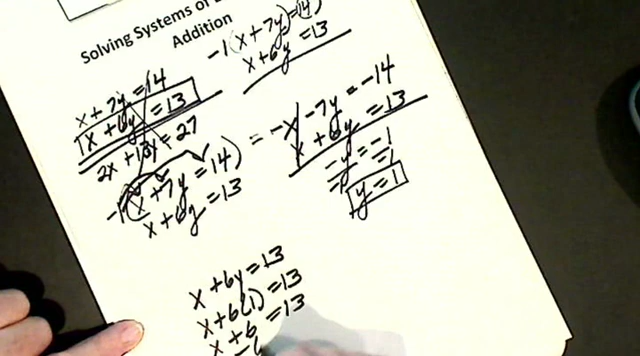 Solving Systems of
Addition
-1(x+7y)=14)
x+6y =13
x+7y=14
x+6y=13
2x+13y=27
-1(x+7y=14)
x+6y=13
= -x-7y=-14
x+6y=13
-y=-1
y=1
x+6y=13
x+6(1)=13
x+6=13